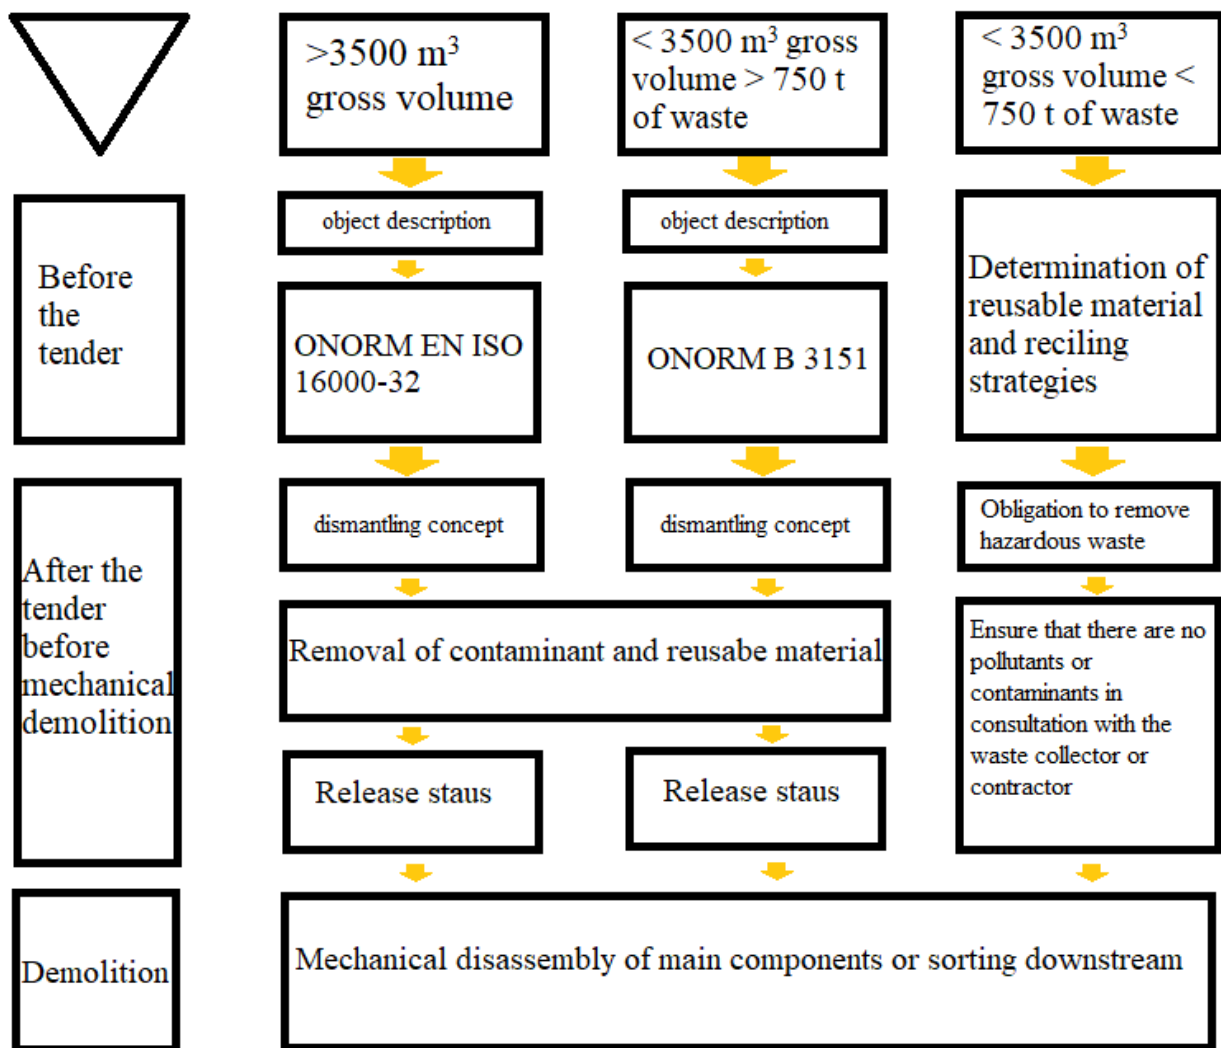 >3500 m³
gross volume
< 3500 m³ gross
volume > 750 t
of waste
< 3500 m³
gross volume <
750 t of waste
Before
the
tender
object description
object description
ONORM EN ISO
16000-32
ONORM B 3151
Determination of
reusable material
and reciling
strategies
After the
tender
before
mechanical
demolition
dismantling concept
dismantling concept
Obligation to remove
hazardous waste
Removal of contaminant and reusabe material
Ensure that there are no
pollutants or
contaminants in
consultation with the
waste collector or
contractor
Release staus
Release staus
Demolition
Mechanical disassembly of main components or sorting downstream